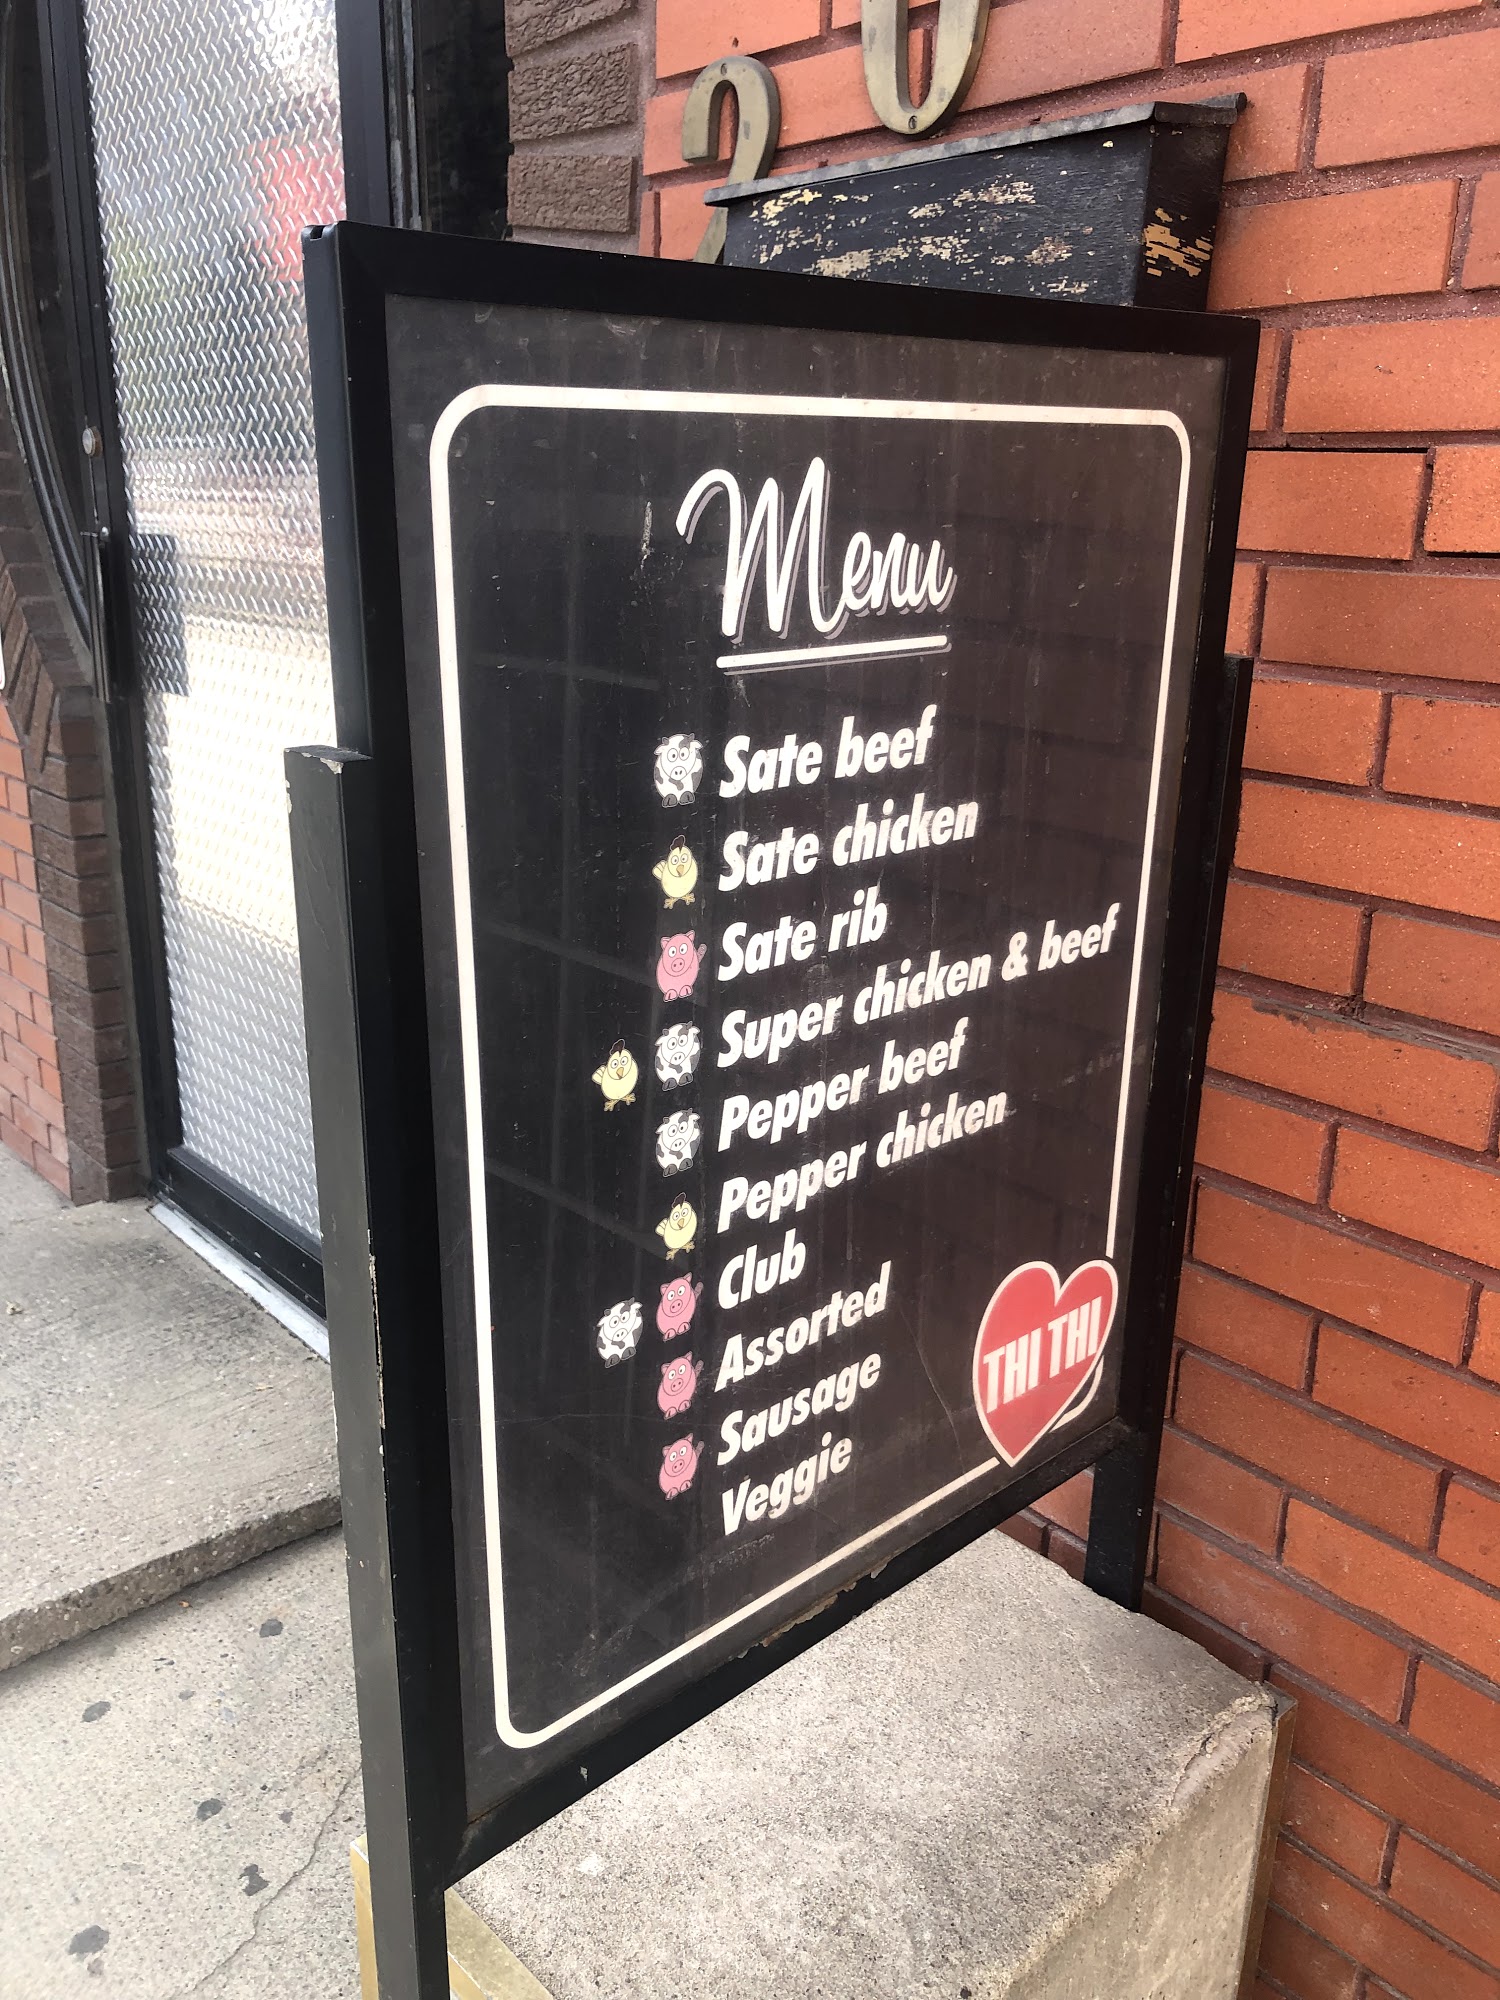 20
Menu
Sate beef
Sate chicken
Sate rib
Super chicken & beef
Pepper beef
Pepper chicken
Club
Assorted
Sausage
Veggie
THI THI